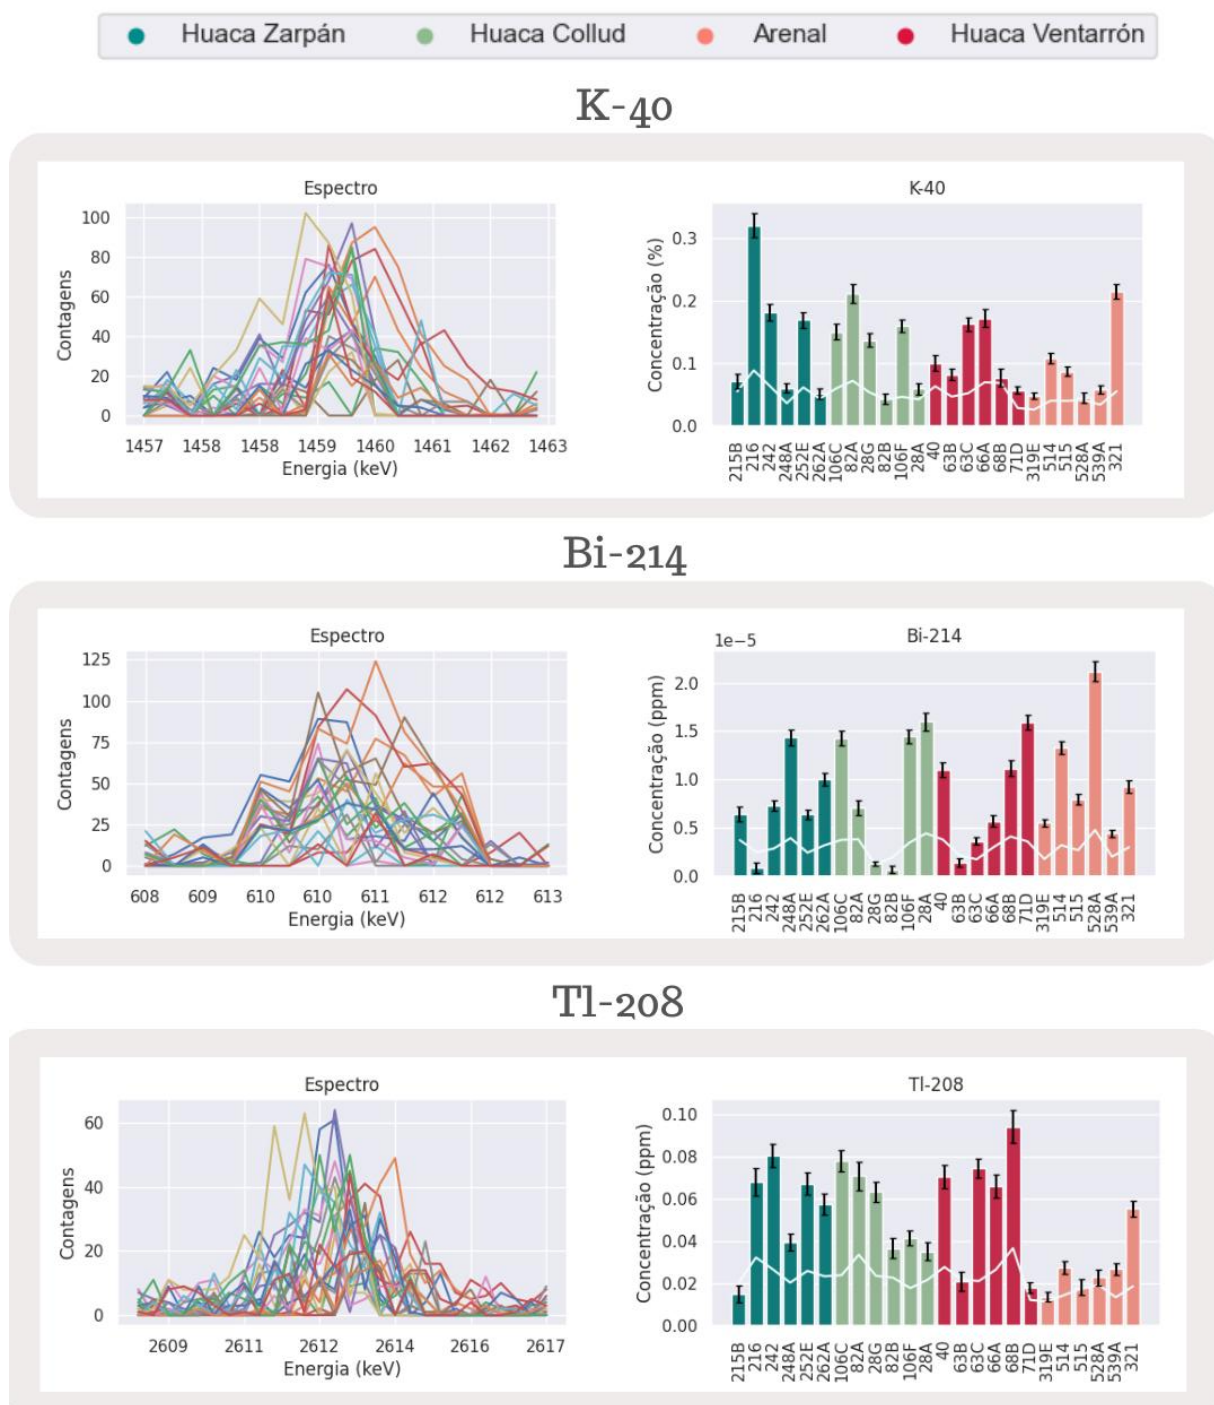 Huaca Zarpán Huaca Collud Arenal Huaca Ventarrón
K-40
Espectro
Contagens
100
80
60
40
20
0
1457 1458 1458 1459 1460 1461 1462 1463
Energia (keV)
K-40
Concentração (%)
0.3
0.2
0.1
0.0
215B 216 242 248A 252E 262A 106C 82A 28G 82B 106F 28A 40 63B 63C 66A 68B 71D 319E 514 515 528A 539A 321
Bi-214
Espectro
Contagens
125
100
75
50
25
0
608 609 610 610 611 612 612 613
Energia (keV)
1e−5
Bi-214
Concentração (ppm)
2.0
1.5
1.0
0.5
0.0
215B 216 242 248A 252E 262A 106C 82A 28G 82B 106F 28A 40 63B 63C 66A 68B 71D 319E 514 515 528A 539A 321
Tl-208
Espectro
Contagens
60
40
20
0
2609 2611 2612 2614 2616 2617
Energia (keV)
Tl-208
Concentração (ppm)
0.10
0.08
0.06
0.04
0.02
0.00
215B 216 242 248A 252E 262A 106C 82A 28G 82B 106F 28A 40 63B 63C 66A 68B 71D 319E 514 515 528A 539A 321